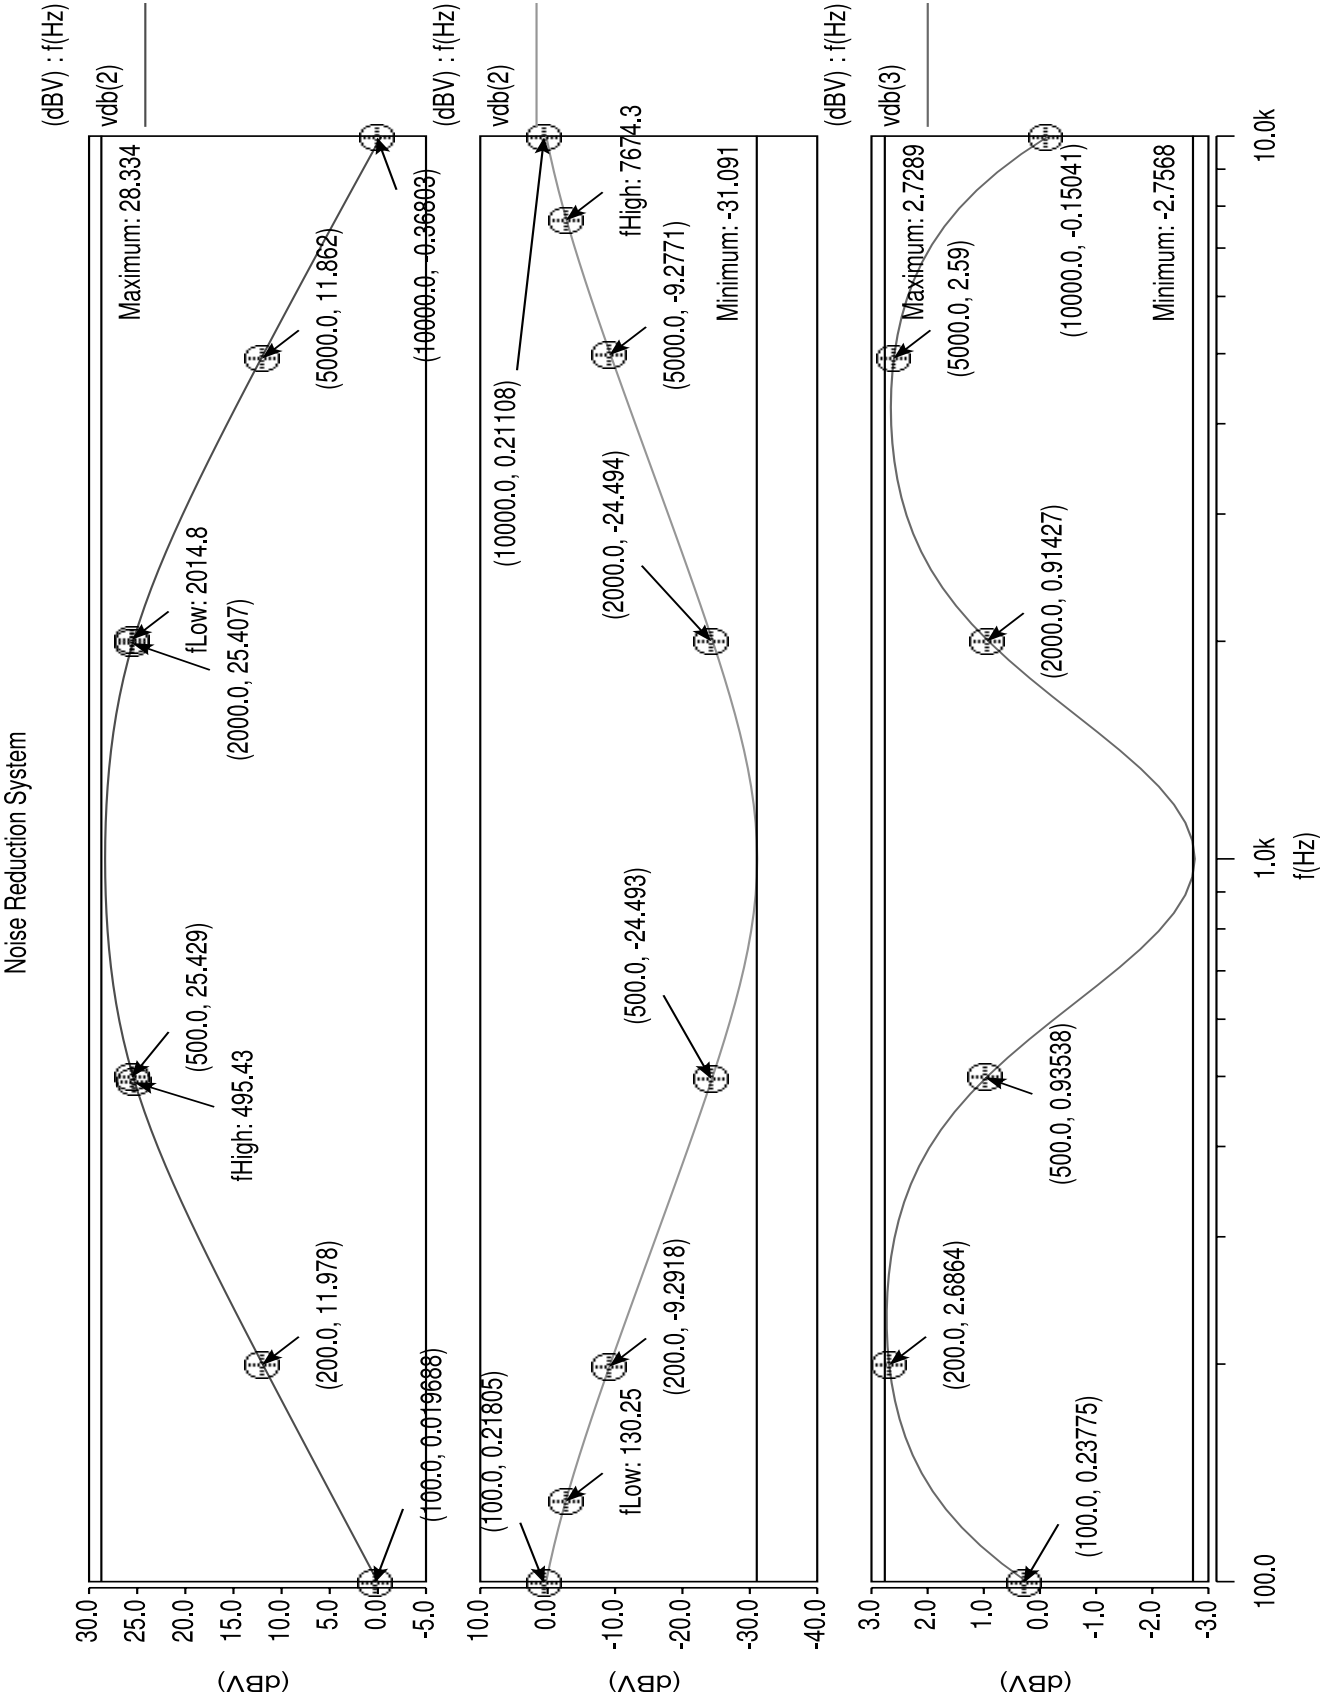 Noise Reduction System
(dBV) : f(Hz)
vdb(2)
30.0
25.0
20.0
15.0
10.0
5.0
0.0
-5.0
(dBV)
Maximum: 28.334
(100.0, 0.019688)
(200.0, 11.978)
fHigh: 495.43
(500.0, 25.429)
(2000.0, 25.407)
fLow: 2014.8
(5000.0, 11.862)
(10000.0, -0.36803)
(dBV) : f(Hz)
vdb(2)
10.0
0.0
-10.0
-20.0
-30.0
-40.0
(dBV)
(100.0, 0.21805)
fLow: 130.25
(200.0, -9.2918)
(500.0, -24.493)
(2000.0, -24.494)
(10000.0, 0.21108)
(5000.0, -9.2771)
fHigh: 7674.3
Minimum: -31.091
(dBV) : f(Hz)
vdb(3)
3.0
2.0
1.0
0.0
-1.0
-2.0
-3.0
(dBV)
Maximum: 2.7289
(100.0, 0.23775)
(200.0, 2.6864)
(500.0, 0.93538)
(2000.0, 0.91427)
(5000.0, 2.59)
(10000.0, -0.15041)
Minimum: -2.7568
100.0
1.0k
10.0k
f(Hz)